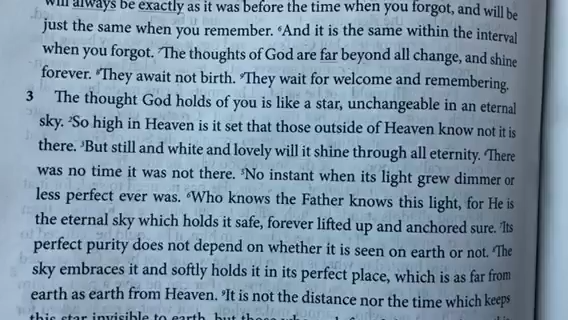 will always be exactly as it was before the time when you forgot, and will be
just the same when you remember. ⁶And it is the same within the interval
when you forgot. ⁷The thoughts of God are far beyond all change, and shine
forever. ⁸They await not birth. ⁹They wait for welcome and remembering.
3 The thought God holds of you is like a star, unchangeable in an eternal
sky. ²So high in Heaven is it set that those outside of Heaven know not it is
there. ³But still and white and lovely will it shine through all eternity. ⁴There
was no time it was not there. ⁵No instant when its light grew dimmer or
less perfect ever was. ⁶Who knows the Father knows this light, for He is
the eternal sky which holds it safe, forever lifted up and anchored sure. ⁷Its
perfect purity does not depend on whether it is seen on earth or not. ⁸The
sky embraces it and softly holds it in its perfect place, which is as far from
earth as earth from Heaven. ⁹It is not the distance nor the time which keeps
this star invisible to earth, but those